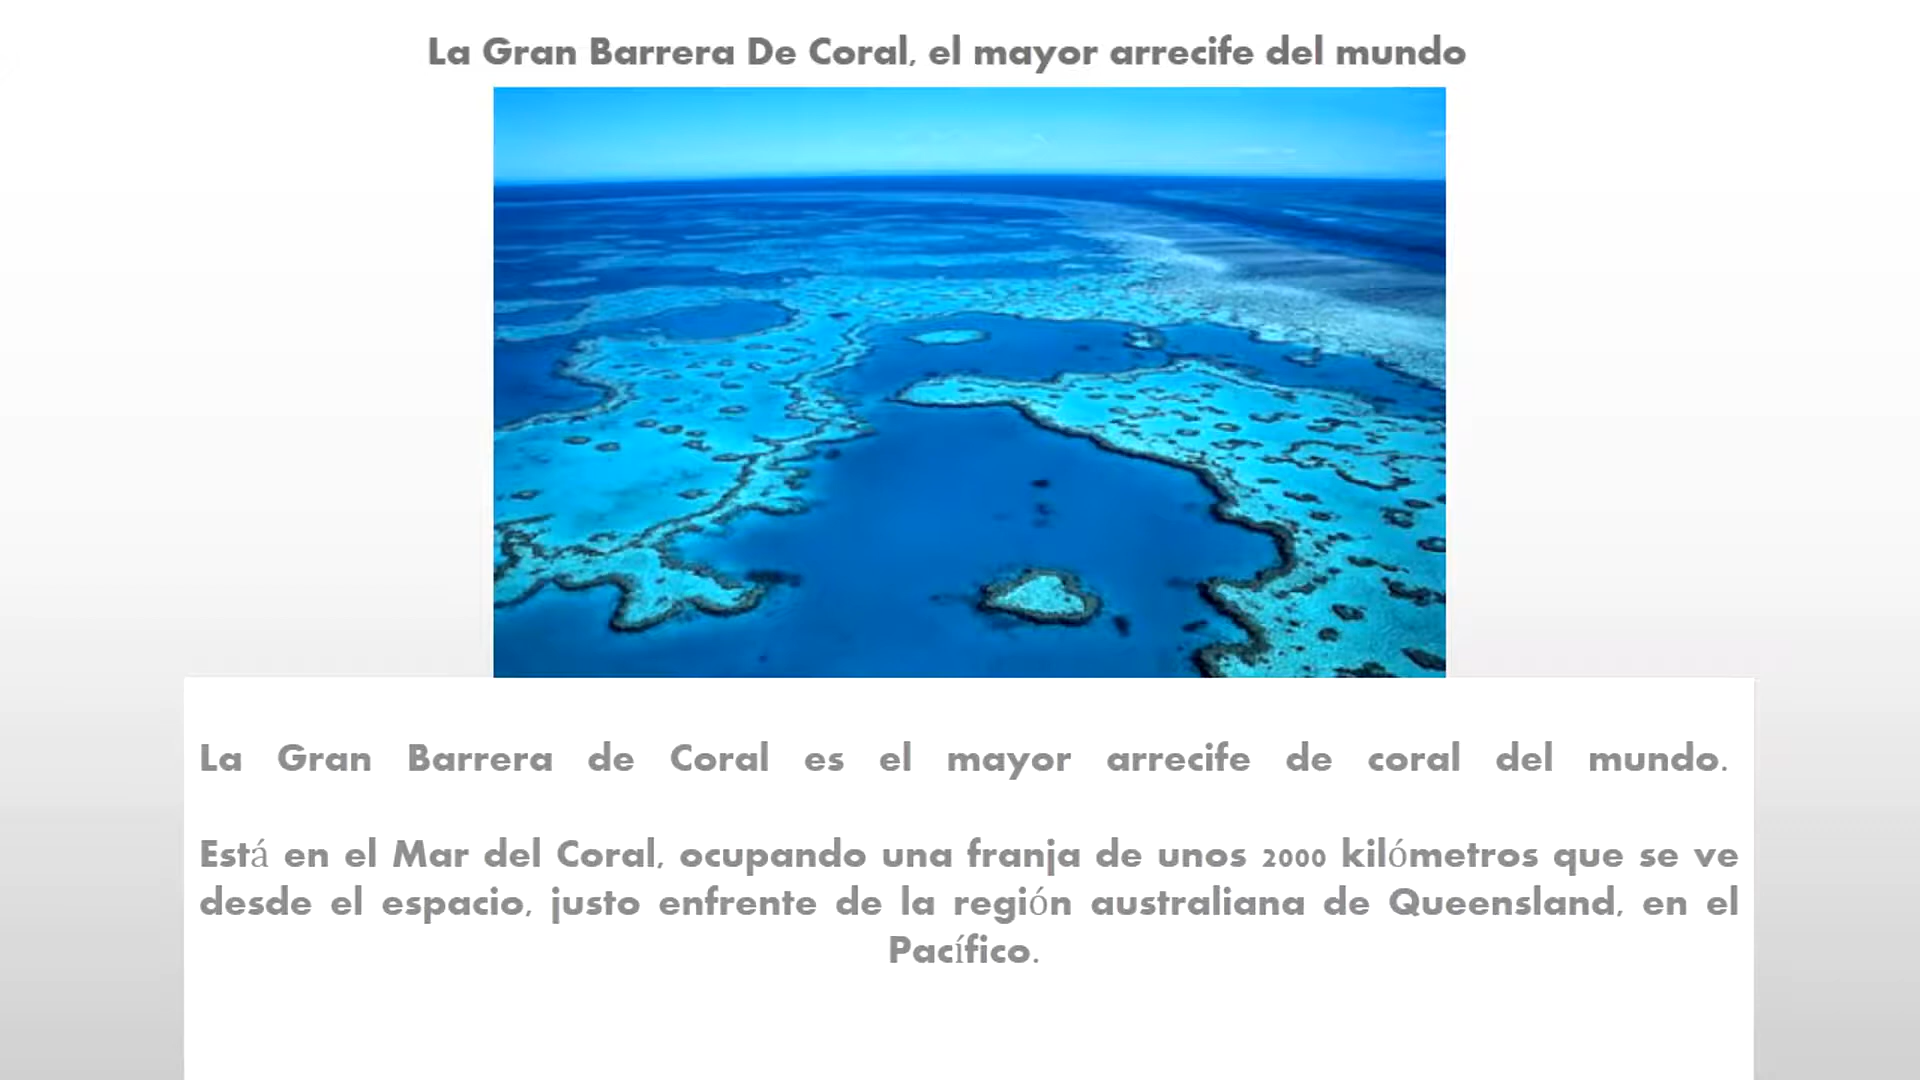 La Gran Barrera De Coral, el mayor arrecife del mundo
La Gran Barrera de Coral es el mayor arrecife de coral del mundo.
Está en el Mar del Coral, ocupando una franja de unos 2000 kilómetros que se ve
desde el espacio, justo enfrente de la región australiana de Queensland, en el
Pacífico.